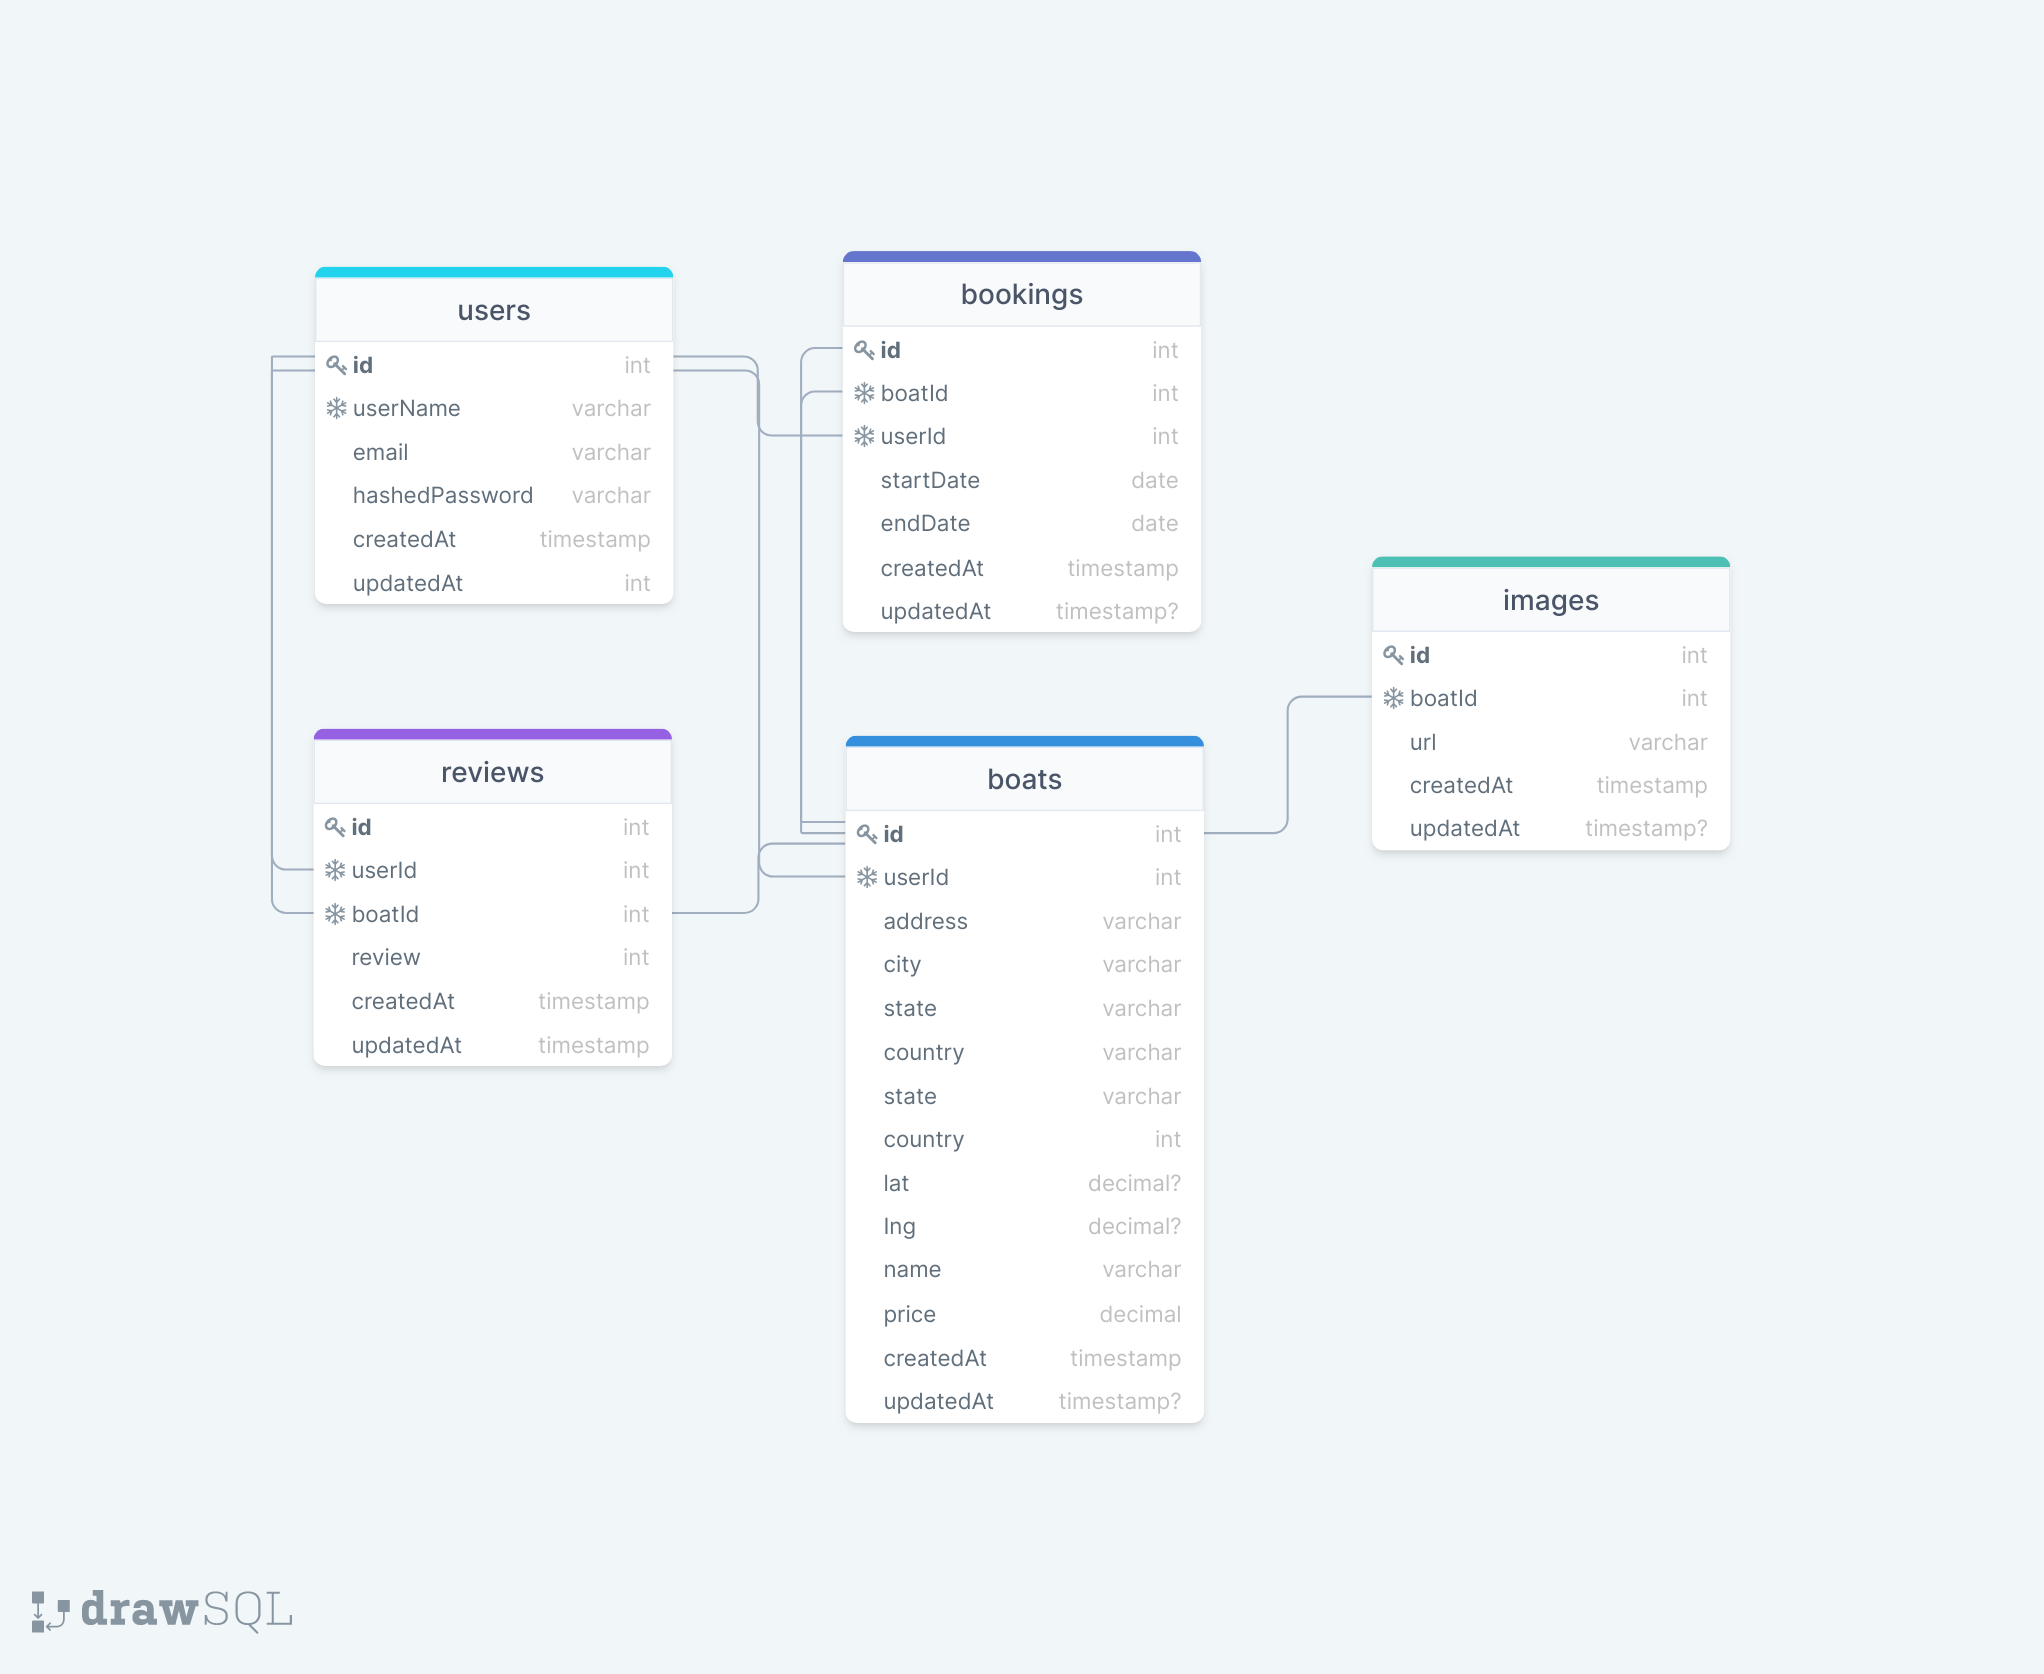 users
id int
userName varchar
email varchar
hashedPassword varchar
createdAt timestamp
updatedAt int
bookings
id int
boatId int
userId int
startDate date
endDate date
createdAt timestamp
updatedAt timestamp?
images
id int
boatId int
url varchar
createdAt timestamp
updatedAt timestamp?
reviews
id int
userId int
boatId int
review int
createdAt timestamp
updatedAt timestamp
boats
id int
userId int
address varchar
city varchar
state varchar
country varchar
state varchar
country int
lat decimal?
lng decimal?
name varchar
price decimal
createdAt timestamp
updatedAt timestamp?
drawSQL